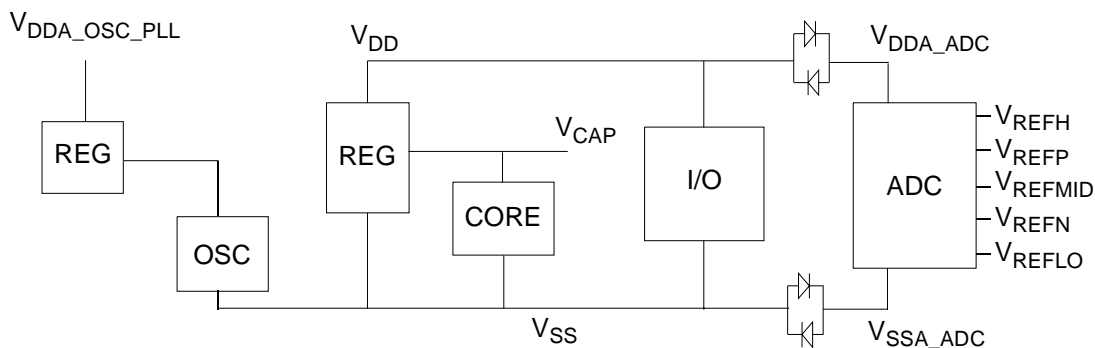 VDDA_OSC_PLL
VDD
VDDA_ADC
REG
REG
VCAP
I/O
ADC
VREFH
VREFP
VREFMID
VREFN
VREFLO
CORE
OSC
VSS
VSSA_ADC